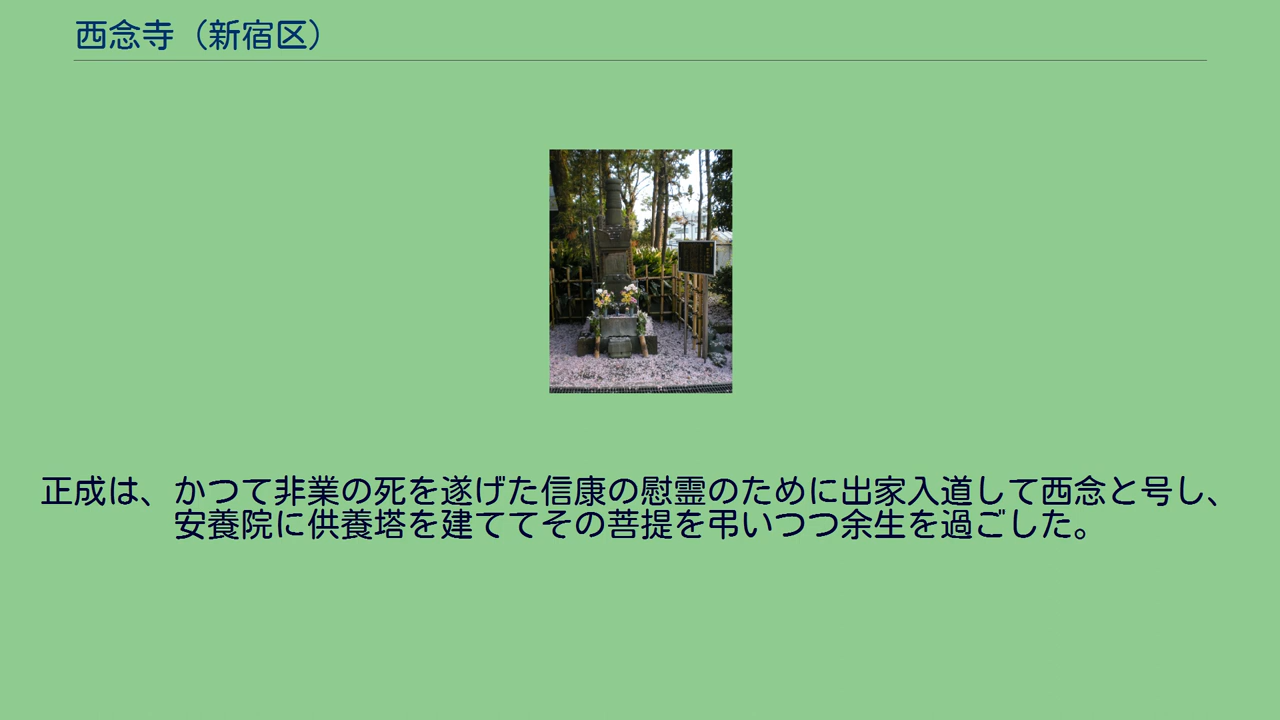 西念寺（新宿区）
正成は、かつて非業の死を遂げた信康の慰霊のために出家入道して西念と号し、
安養院に供養塔を建ててその菩提を弔いつつ余生を過ごした。